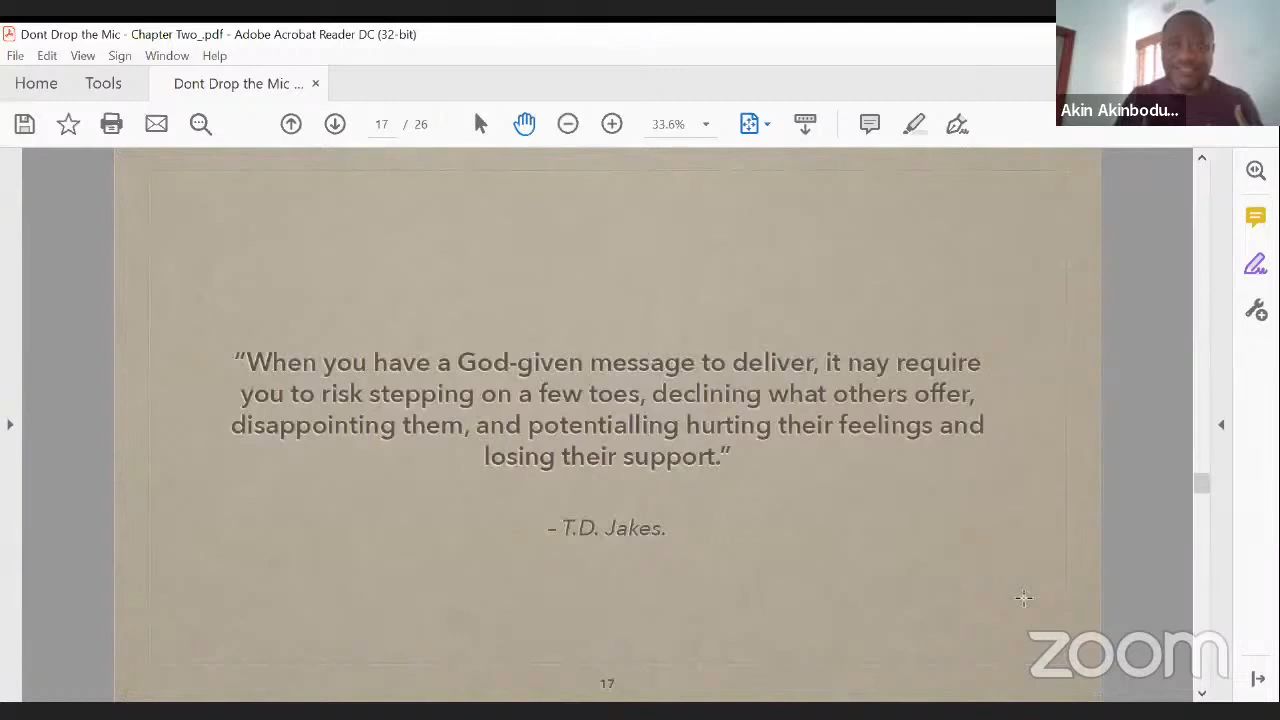 Dont Drop the Mic - Chapter Two_.pdf - Adobe Acrobat Reader DC (32-bit)
File Edit View Sign Window Help
Home Tools Dont Drop the Mic ... ×
17 / 26 33.6%
Akin Akinbodu...
“When you have a God-given message to deliver, it nay require
you to risk stepping on a few toes, declining what others offer,
disappointing them, and potentialling hurting their feelings and
losing their support.”
– T.D. Jakes.
zoom
17